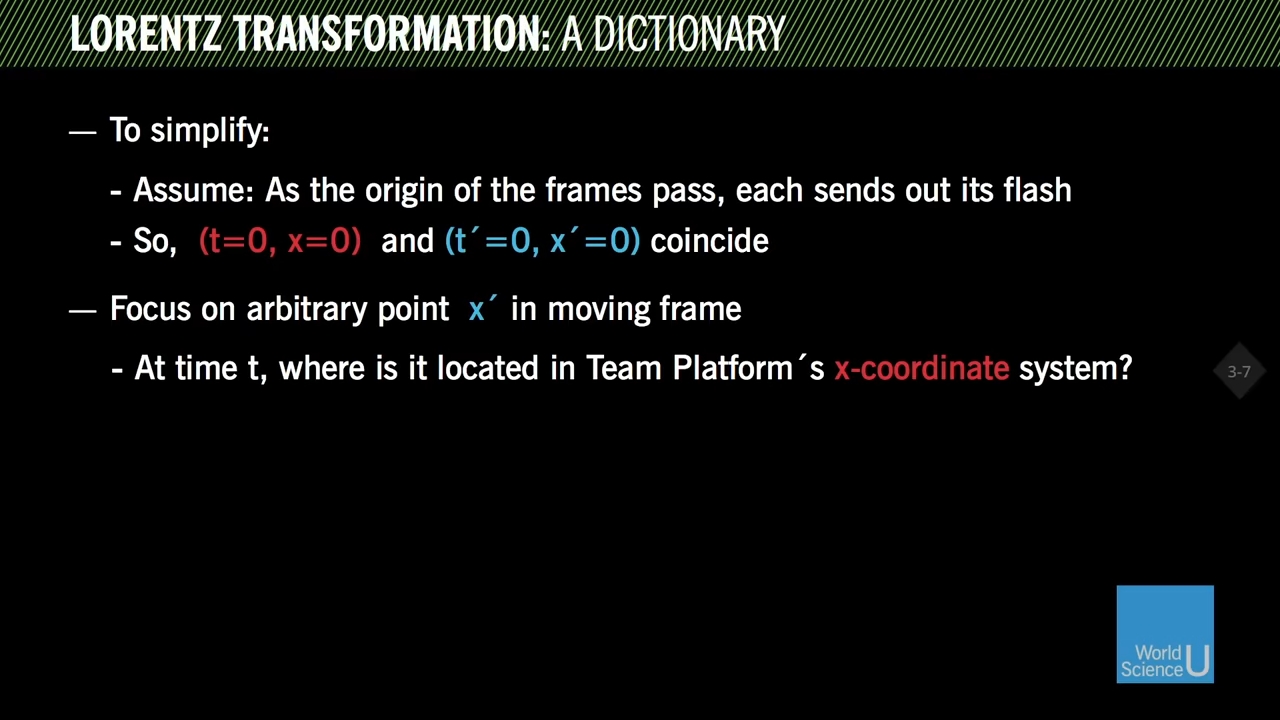 LORENTZ TRANSFORMATION: A DICTIONARY
— To simplify:
- Assume: As the origin of the frames pass, each sends out its flash
- So, (t=0, x=0) and (t´=0, x´=0) coincide
— Focus on arbitrary point x´ in moving frame
- At time t, where is it located in Team Platform´s x-coordinate system?
3-7
World
Science U